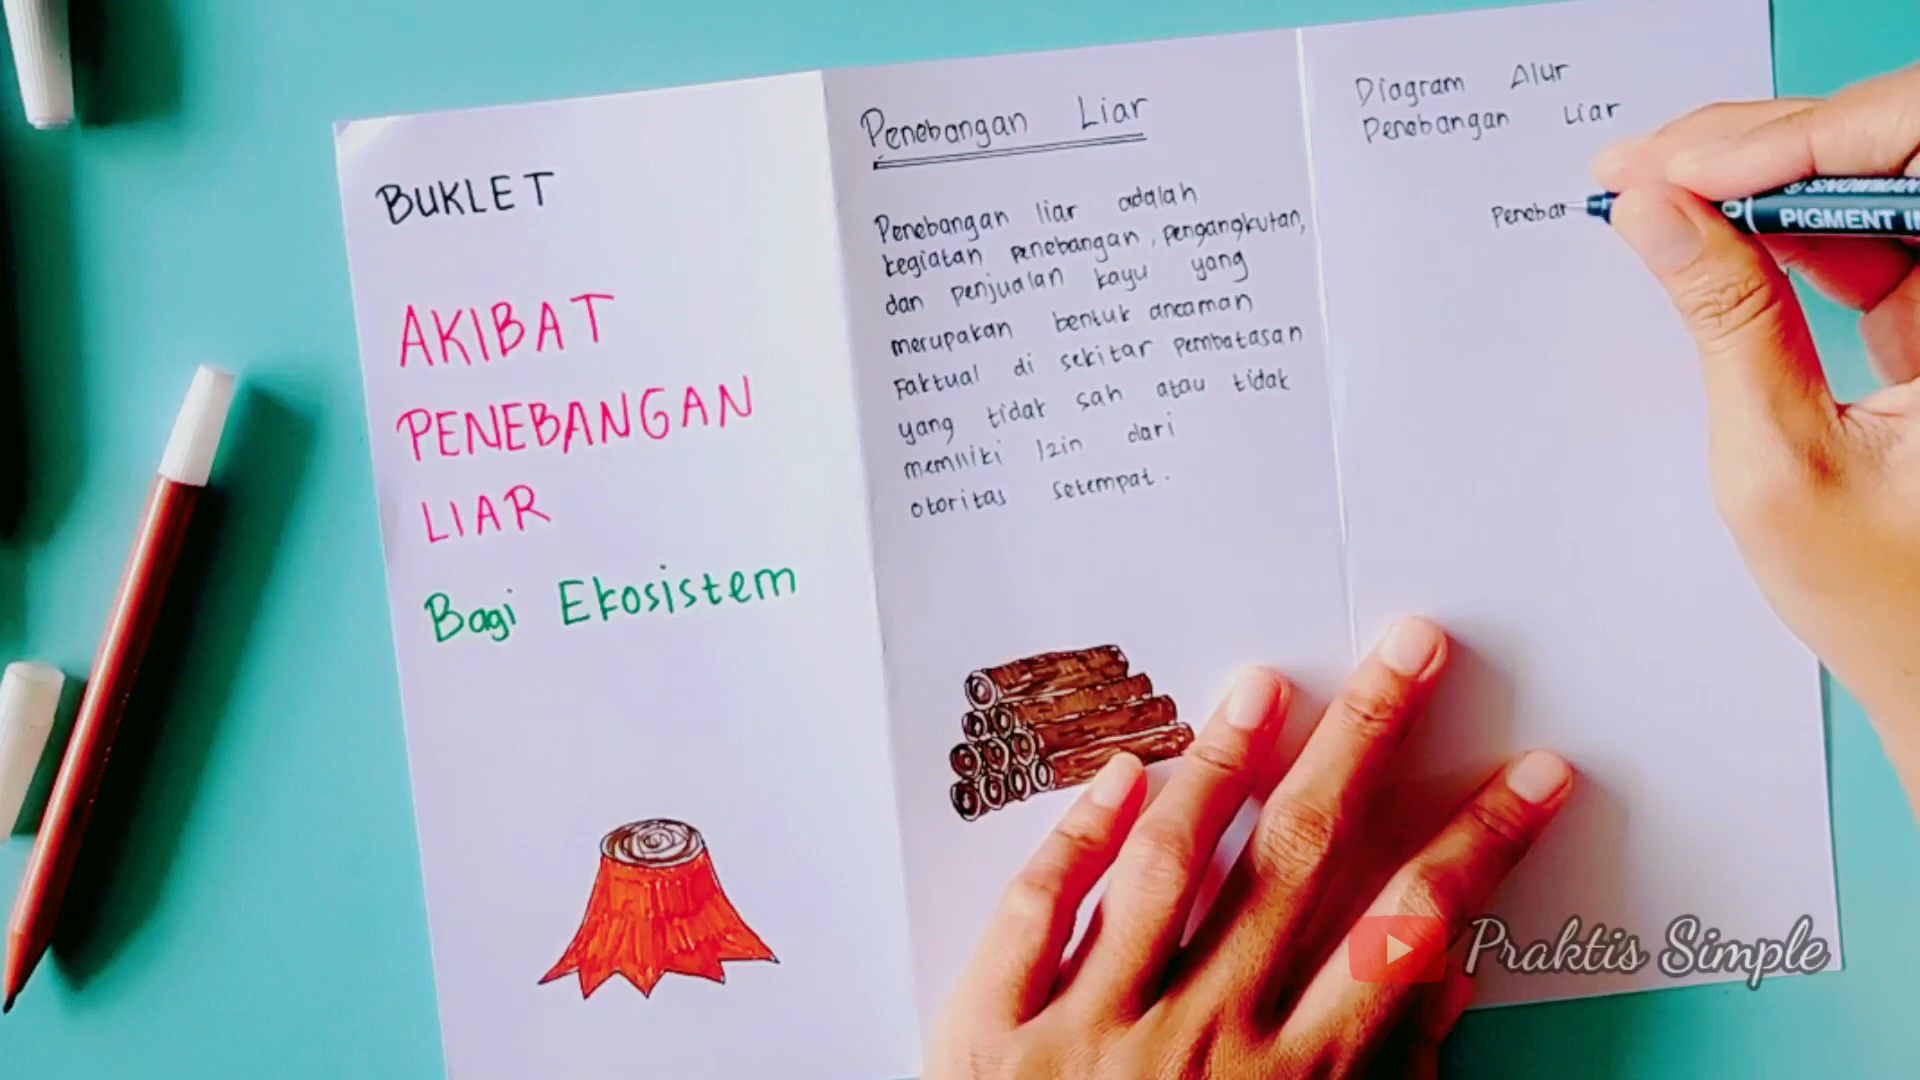 BUKLET
AKIBAT
PENEBANGAN
LIAR
Bagi Ekosistem
Penebangan Liar
Penebangan liar adalah
kegiatan penebangan, pengangkutan,
dan penjualan kayu yang
merupakan bentuk ancaman
Faktual di sekitar pembatasan
yang tidak sah atau tidak
memiliki Izin dari
otoritas setempat.
Diagram Alur
Penebangan Liar
Penebar
SNOWMAN
PIGMENT IN
Praktis Simple